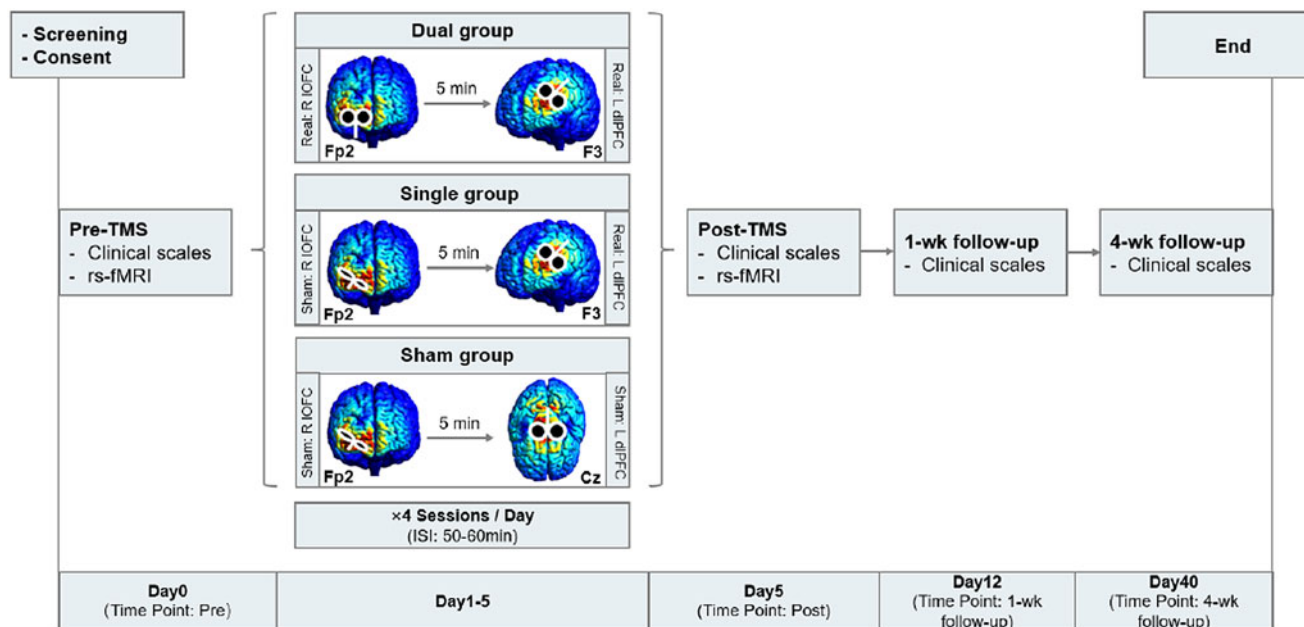 - Screening
- Consent
End
Dual group
Real: R lOFC
5 min
Real: L dlPFC
Fp2
F3
Single group
Sham: R lOFC
5 min
Real: L dlPFC
Fp2
F3
Sham group
Sham: R lOFC
5 min
Sham: L dlPFC
Fp2
Cz
×4 Sessions / Day
(ISI: 50-60min)
Pre-TMS
- Clinical scales
- rs-fMRI
Post-TMS
- Clinical scales
- rs-fMRI
1-wk follow-up
- Clinical scales
4-wk follow-up
- Clinical scales
Day0
(Time Point: Pre)
Day1-5
Day5
(Time Point: Post)
Day12
(Time Point: 1-wk
follow-up)
Day40
(Time Point: 4-wk
follow-up)